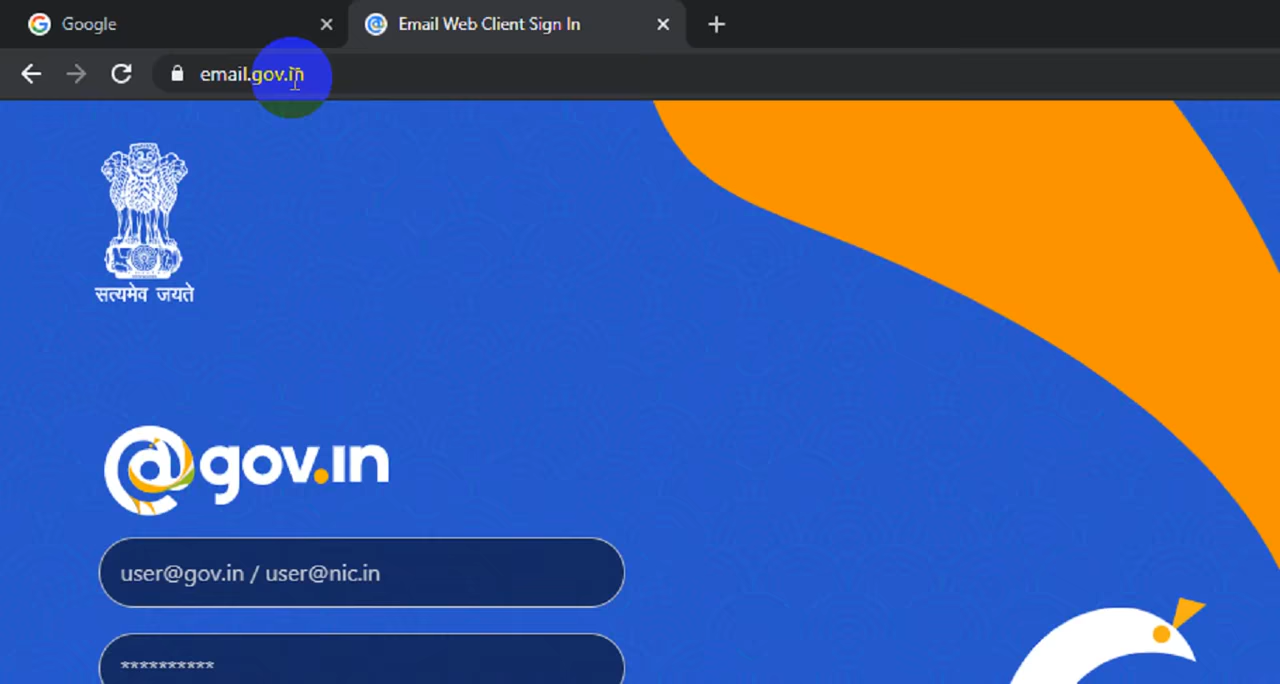 Google
Email Web Client Sign In
email.gov.in
सत्यमेव जयते
@gov.in
user@gov.in / user@nic.in
**********